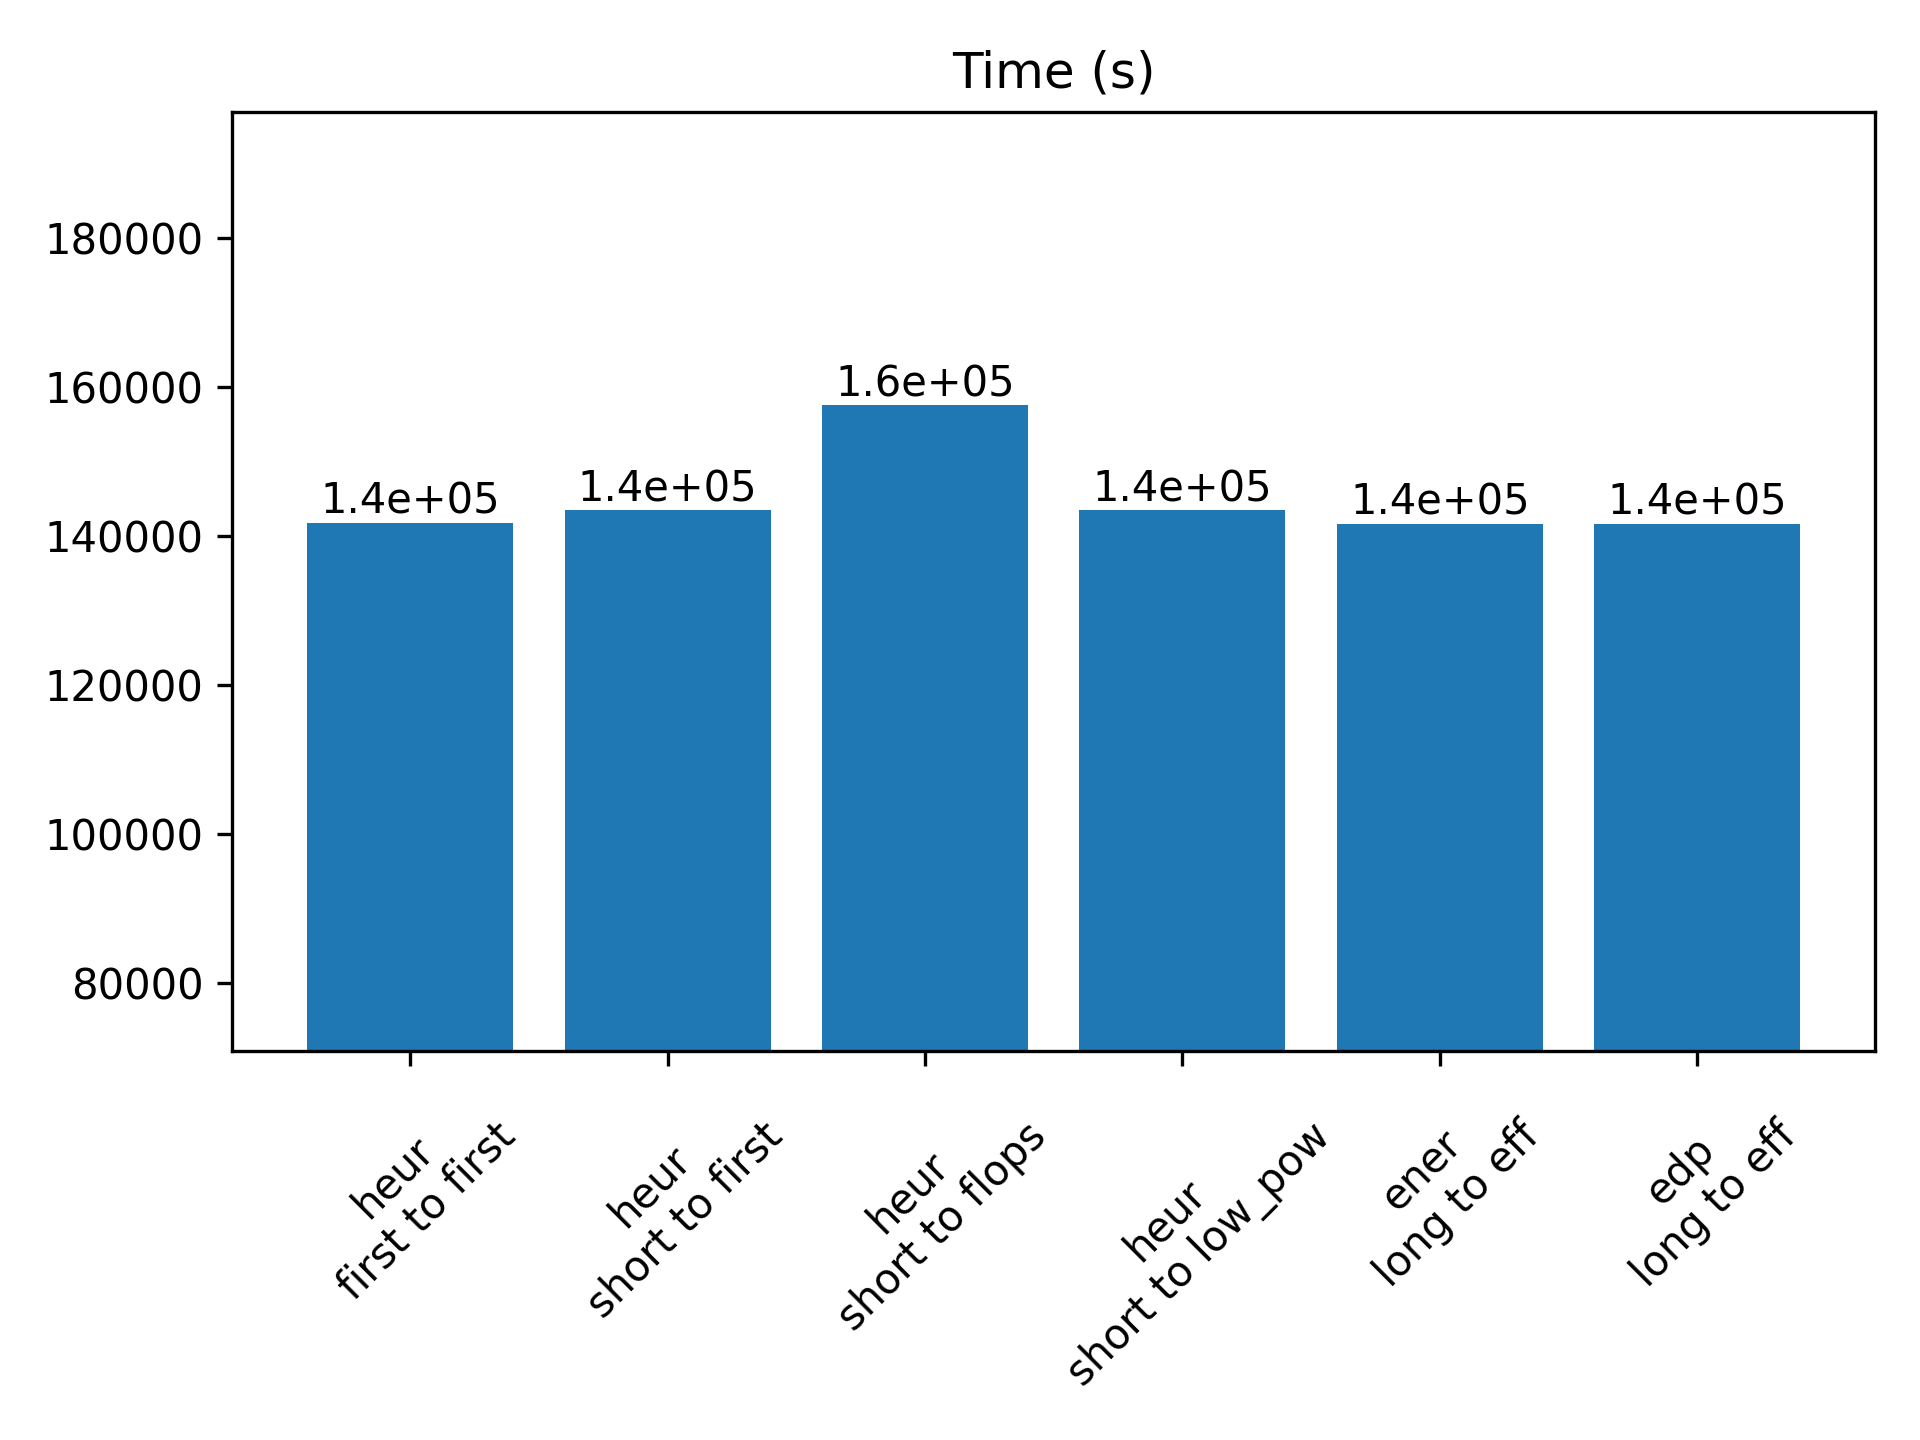 Time (s)
180000
160000
140000
120000
100000
80000
1.4e+05
1.4e+05
1.6e+05
1.4e+05
1.4e+05
1.4e+05
heur
first to first
heur
short to first
heur
short to flops
heur
short to low_pow
ener
long to eff
edp
long to eff